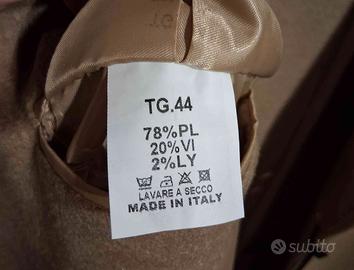 TG.44
78%PL
20%VI
2%LY
LAVARE A SECCO
MADE IN ITALY
subito